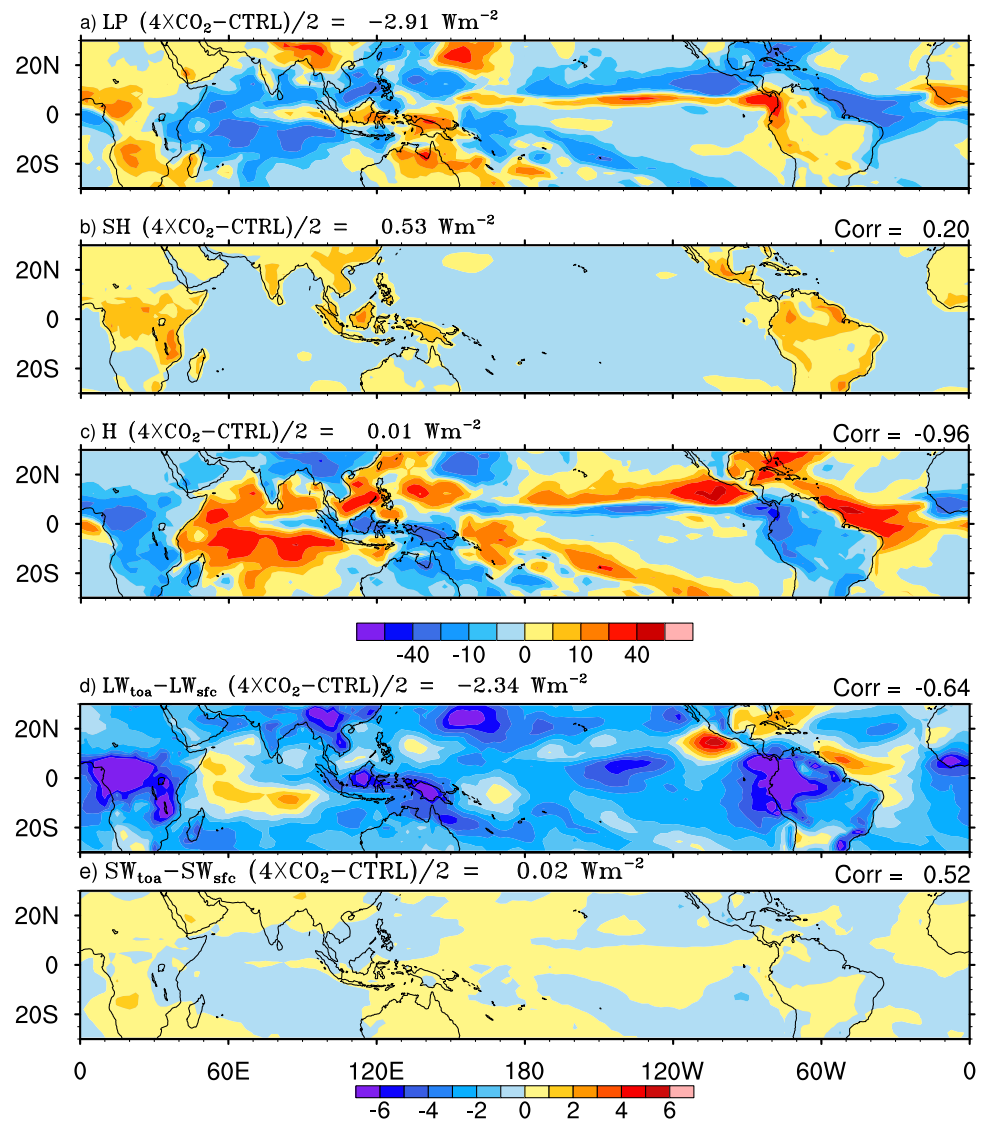 a) LP (4×CO₂−CTRL)/2 = −2.91 Wm⁻²
20N
0
20S
b) SH (4×CO₂−CTRL)/2 = 0.53 Wm⁻² Corr = 0.20
20N
0
20S
c) H (4×CO₂−CTRL)/2 = 0.01 Wm⁻² Corr = -0.96
20N
0
20S
-40 -10 0 10 40
d) LWtoa−LWsfc (4×CO₂−CTRL)/2 = −2.34 Wm⁻² Corr = -0.64
20N
0
20S
e) SWtoa−SWsfc (4×CO₂−CTRL)/2 = 0.02 Wm⁻² Corr = 0.52
20N
0
20S
0 60E 120E 180 120W 60W 0
-6 -4 -2 0 2 4 6